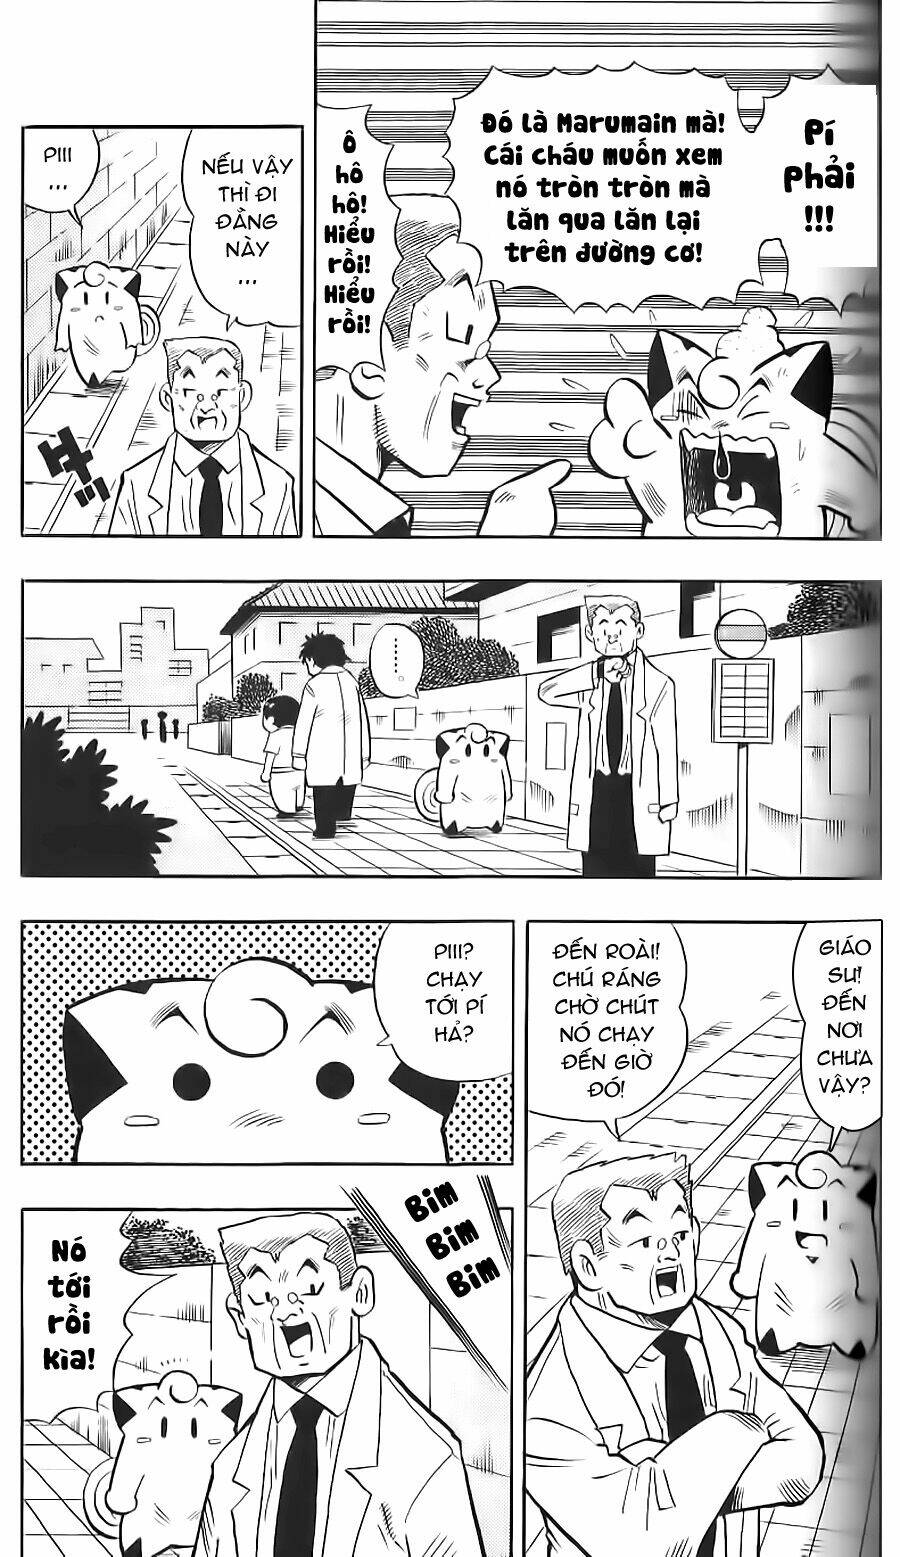 Pí
Phải
!!!
Đó là Marumain mà!
Cái cháu muốn xem
nó tròn tròn mà
lăn qua lăn lại
trên đường cơ!
Ô
hô
hô!
Hiểu
rồi!
Hiểu
rồi!
NẾU VẬY
THÌ ĐI
ĐẰNG
NÀY
...
PIII
...
ザッ
......
GIÁO
SƯ!
ĐẾN
NƠI
CHƯA
VẬY?
ĐẾN ROÀI!
CHÚ RÁNG
CHỜ CHÚT
NÓ CHẠY
ĐẾN GIỜ
ĐÓ!
PIII?
CHẠY
TỚI PÍ
HẢ?
Bim
Bim
Bim
Nó
tới
rồi
kìa!